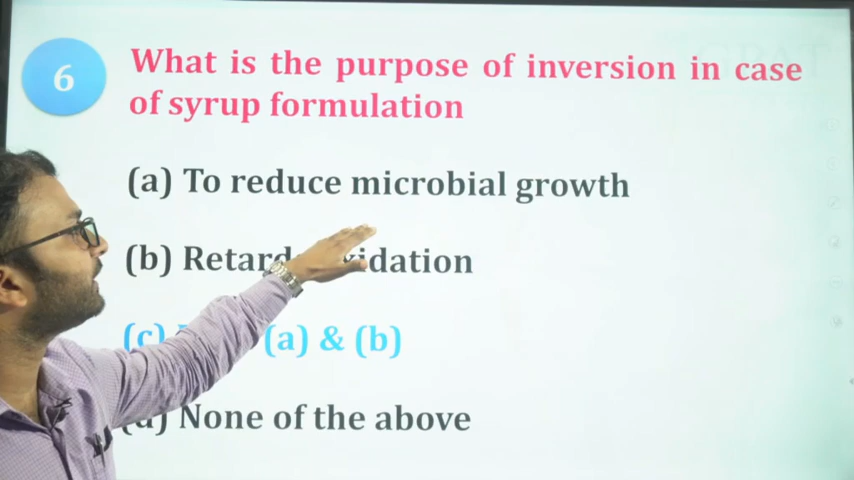 6
What is the purpose of inversion in case
of syrup formulation
(a) To reduce microbial growth
(b) Retard
(c) (a) & (b)
(d) None of the above